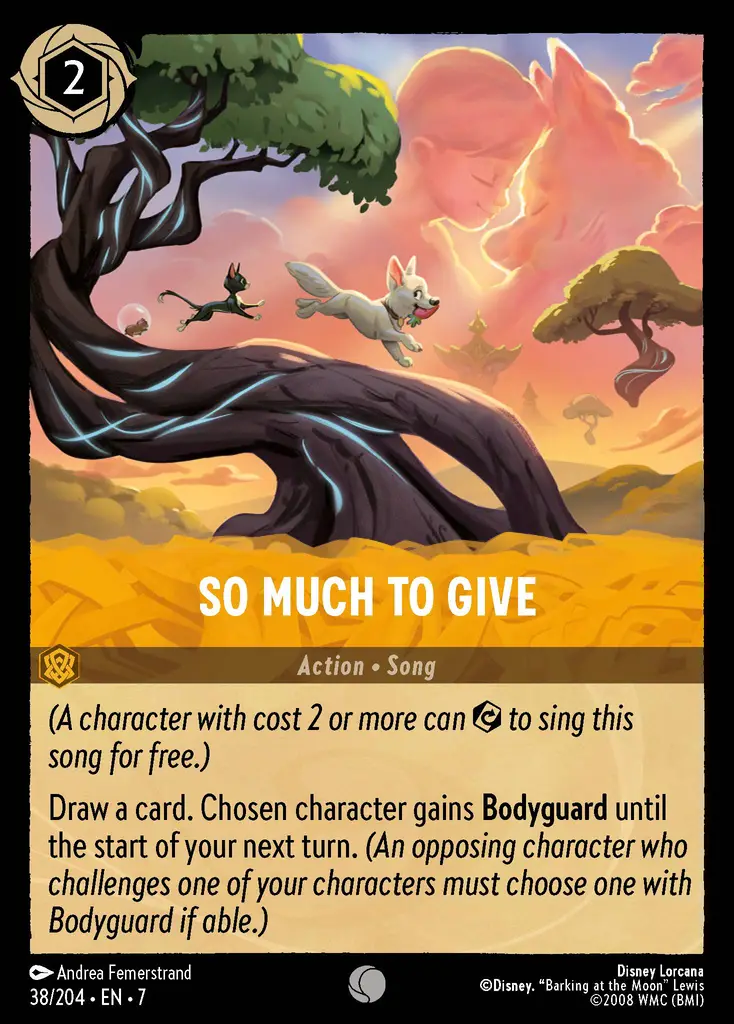 2
SO MUCH TO GIVE
Action • Song
(A character with cost 2 or more can to sing this
song for free.)
Draw a card. Chosen character gains Bodyguard until
the start of your next turn. (An opposing character who
challenges one of your characters must choose one with
Bodyguard if able.)
Andrea Femerstrand
38/204 • EN • 7
Disney Lorcana
©Disney. “Barking at the Moon” Lewis
©2008 WMC (BMI)